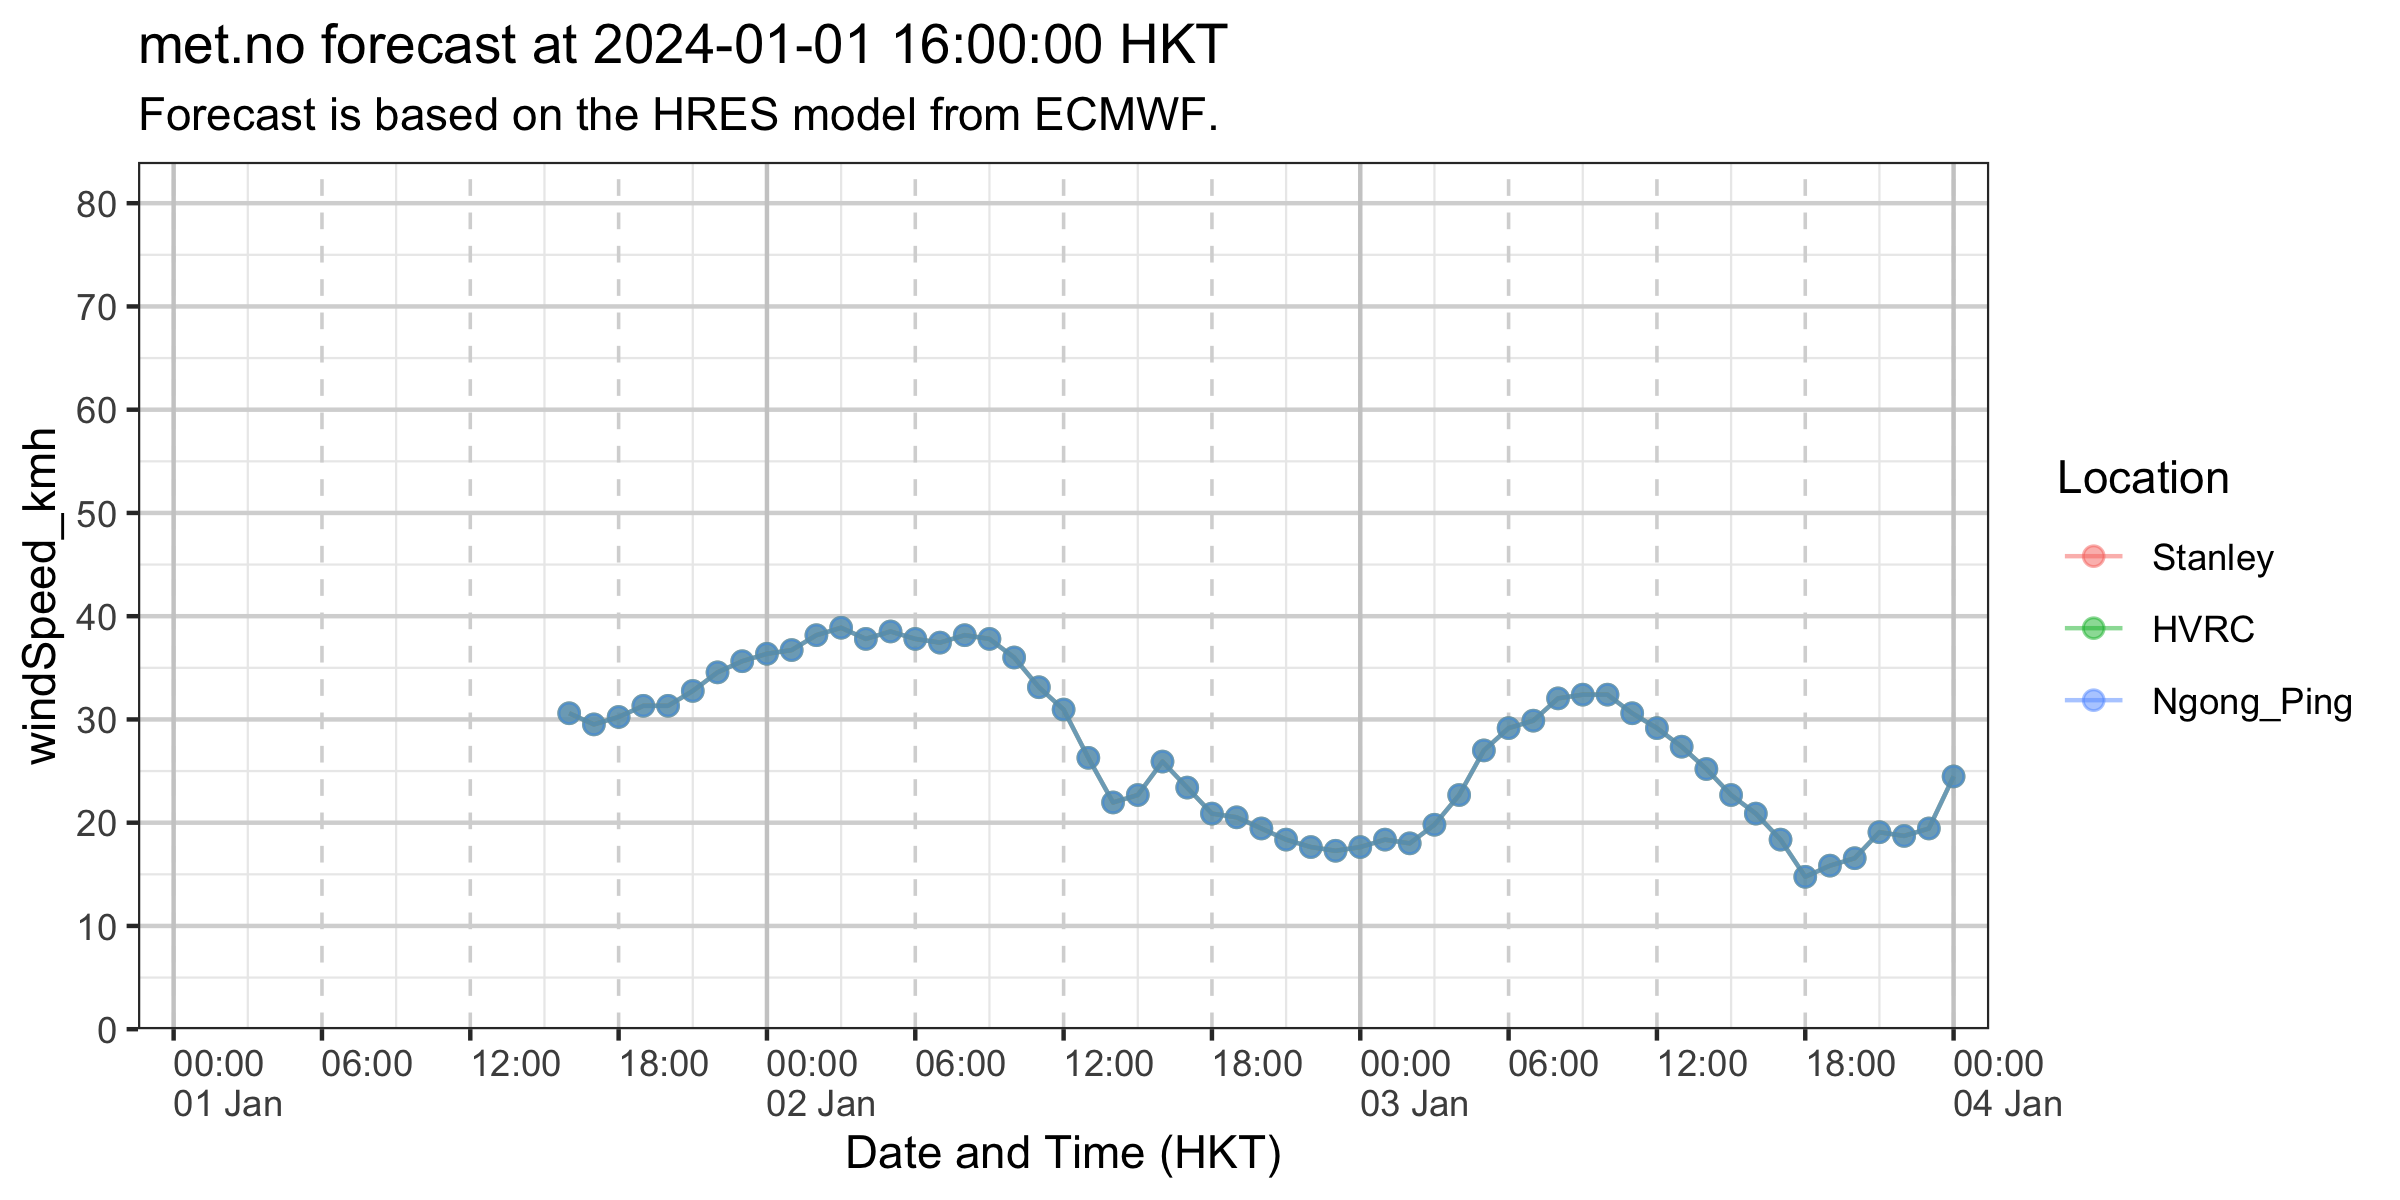 met.no forecast at 2024-01-01 16:00:00 HKT
Forecast is based on the HRES model from ECMWF.
windSpeed_kmh
80
70
60
50
40
30
20
10
0
00:00 06:00 12:00 18:00 00:00 06:00 12:00 18:00 00:00 06:00 12:00 18:00 00:00
01 Jan 02 Jan 03 Jan 04 Jan
Date and Time (HKT)
Location
Stanley
HVRC
Ngong_Ping